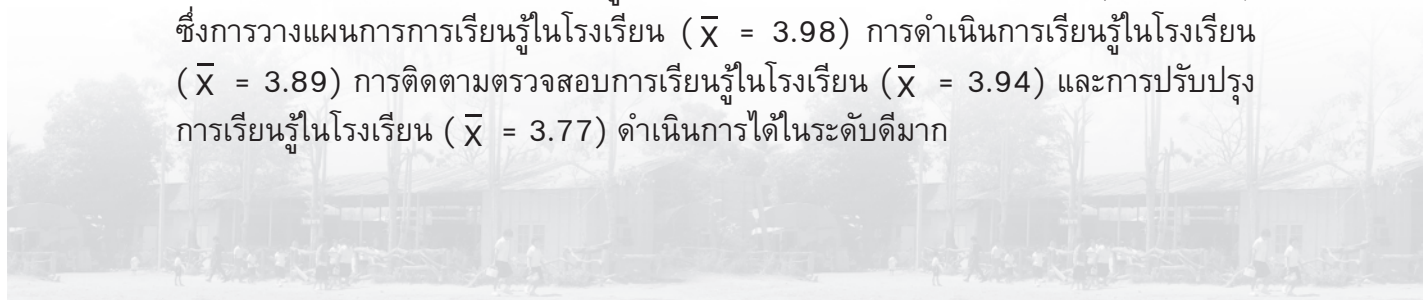 ซึ่งการวางแผนการการเรียนรู้ในโรงเรียน ( x̄ = 3.98) การดำเนินการเรียนรู้ในโรงเรียน
( x̄ = 3.89) การติดตามตรวจสอบการเรียนรู้ในโรงเรียน ( x̄ = 3.94) และการปรับปรุง
การเรียนรู้ในโรงเรียน ( x̄ = 3.77) ดำเนินการได้ในระดับดีมาก